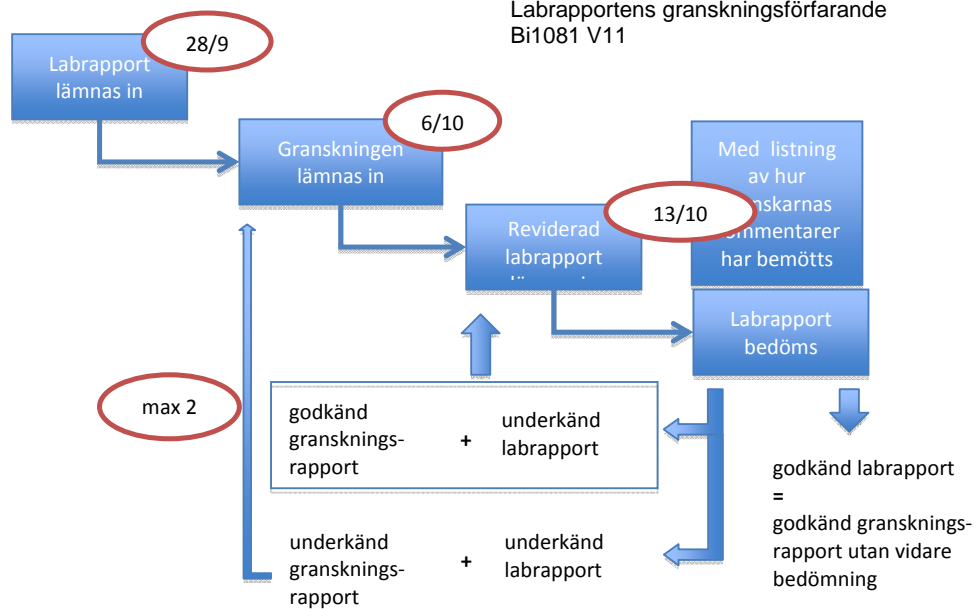 Labrapportens granskningsförfarande
Bi1081 V11
28/9
Labrapport
lämnas in
6/10
Granskningen
lämnas in
13/10
Reviderad
labrapport
Med listning
av hur
nskarnas
mmentarer
har bemötts
Labrapport
bedöms
max 2
godkänd
gransknings-
rapport
+
underkänd
labrapport
underkänd
gransknings-
rapport
+
underkänd
labrapport
godkänd labrapport
=
godkänd gransknings-
rapport utan vidare
bedömning